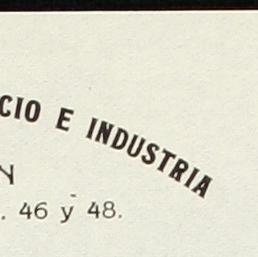 CIO E INDUSTRIA
N
. 46 y 48.